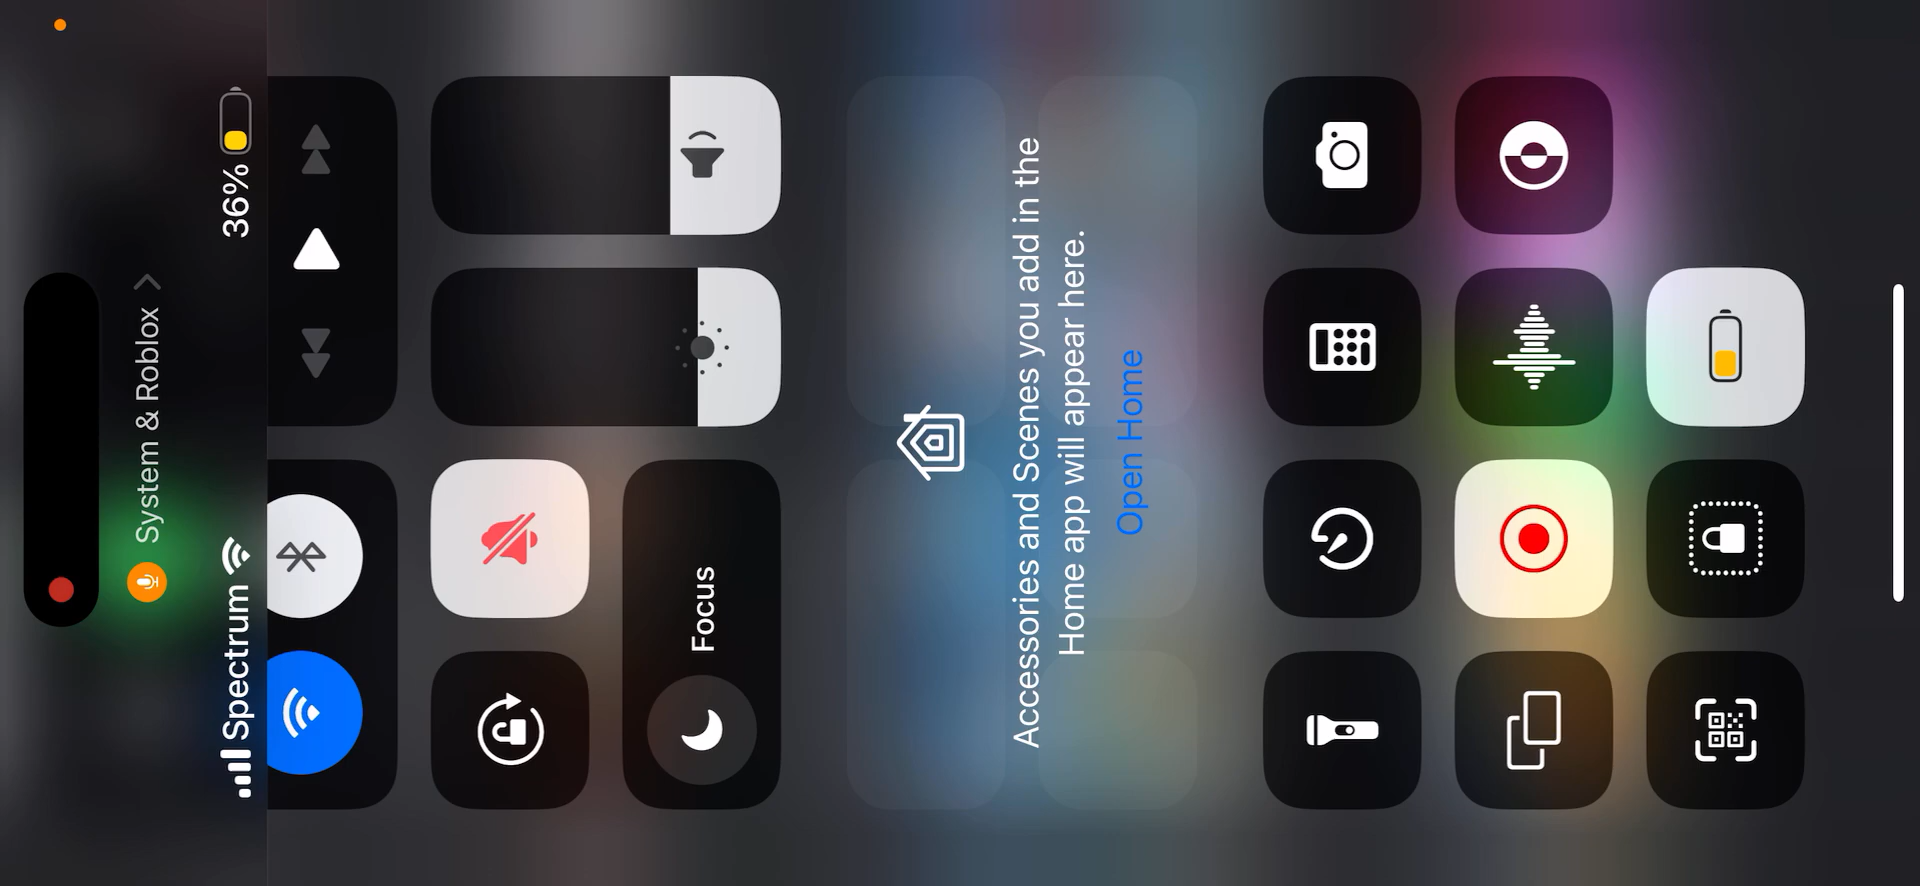 System & Roblox
Spectrum
36%
Focus
Accessories and Scenes you add in the
Home app will appear here.
Open Home